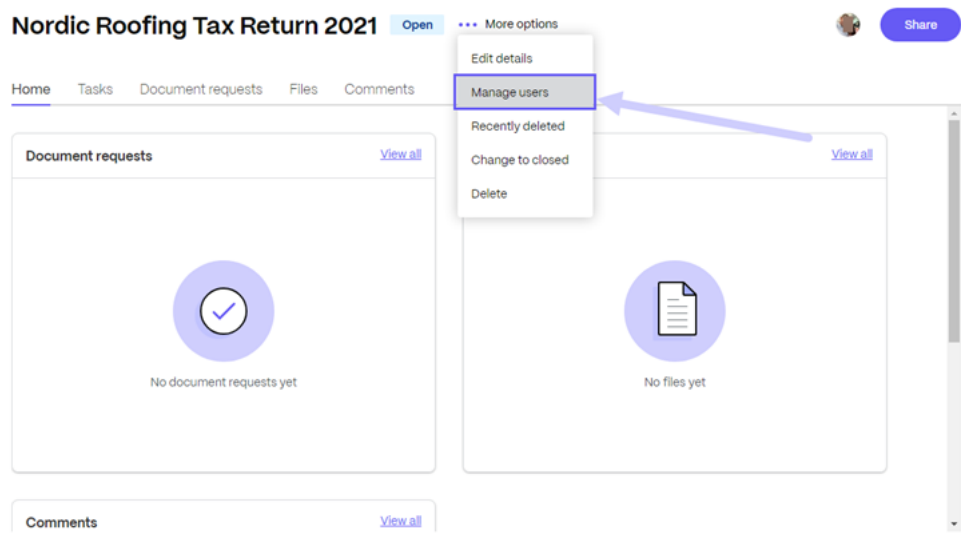 Nordic Roofing Tax Return 2021 Open ••• More options Share
Edit details
Home Tasks Document requests Files Comments
Manage users
Recently deleted
Change to closed
Delete
Document requests View all
View all
No document requests yet
No files yet
Comments View all